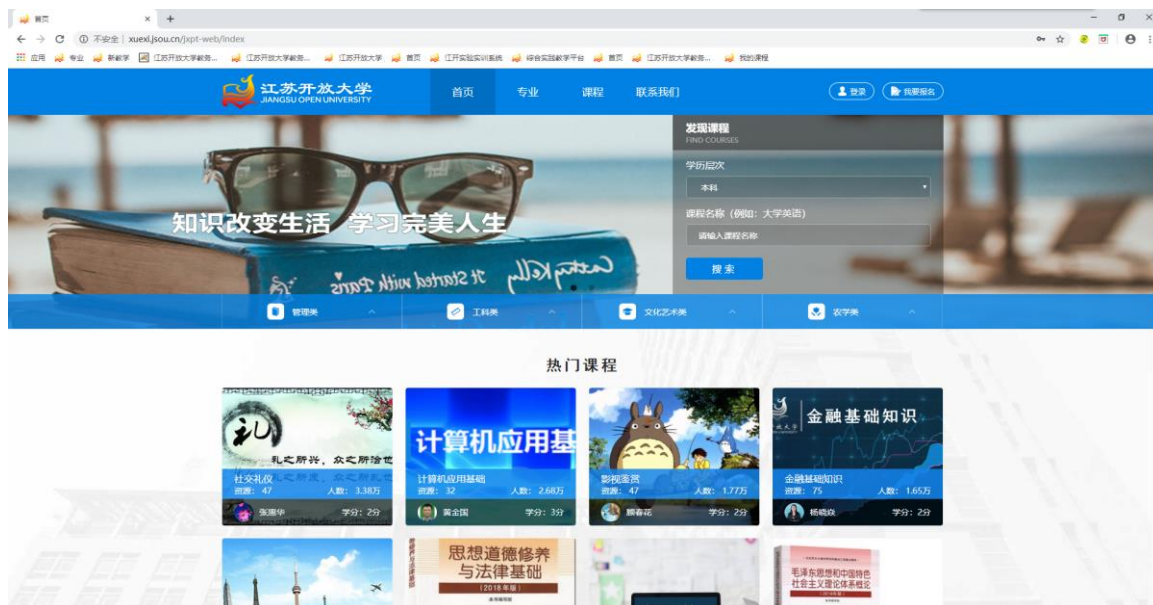 首页
不安全 | xuexi.jsou.cn/jxpt-web/index
应用 专业 新教学 江苏开放大学教务... 江苏开放大学教务... 江苏开放大学 首页 江开实验实训系统 综合实践教学平台 首页 江苏开放大学教务... 我的课程
江苏开放大学
JIANGSU OPEN UNIVERSITY
首页 专业 课程 联系我们 登录 我要报名
发现课程
FIND COURSES
学历层次
本科
课程名称（例如：大学英语）
请输入课程名称
搜索
知识改变生活 学习完美人生
It Started with Paris Cathy Kelly
管理类 工科类 文化艺术类 农学类
热门课程
礼
礼之所兴，众之所治也
计算机应用基
金融基础知识
社交礼仪 计算机应用基础 影视鉴赏 金融基础知识
资源：47 人数：3.38万 资源：32 人数：2.68万 资源：47 人数：1.77万 资源：75 人数：1.65万
张惠华 学分：2分 黄全国 学分：3分 顾春花 学分：2分 杨晓焱 学分：2分
思想道德修养
与法律基础
（2018年版）
毛泽东思想和中国特色
社会主义理论体系概论
（2018年版）